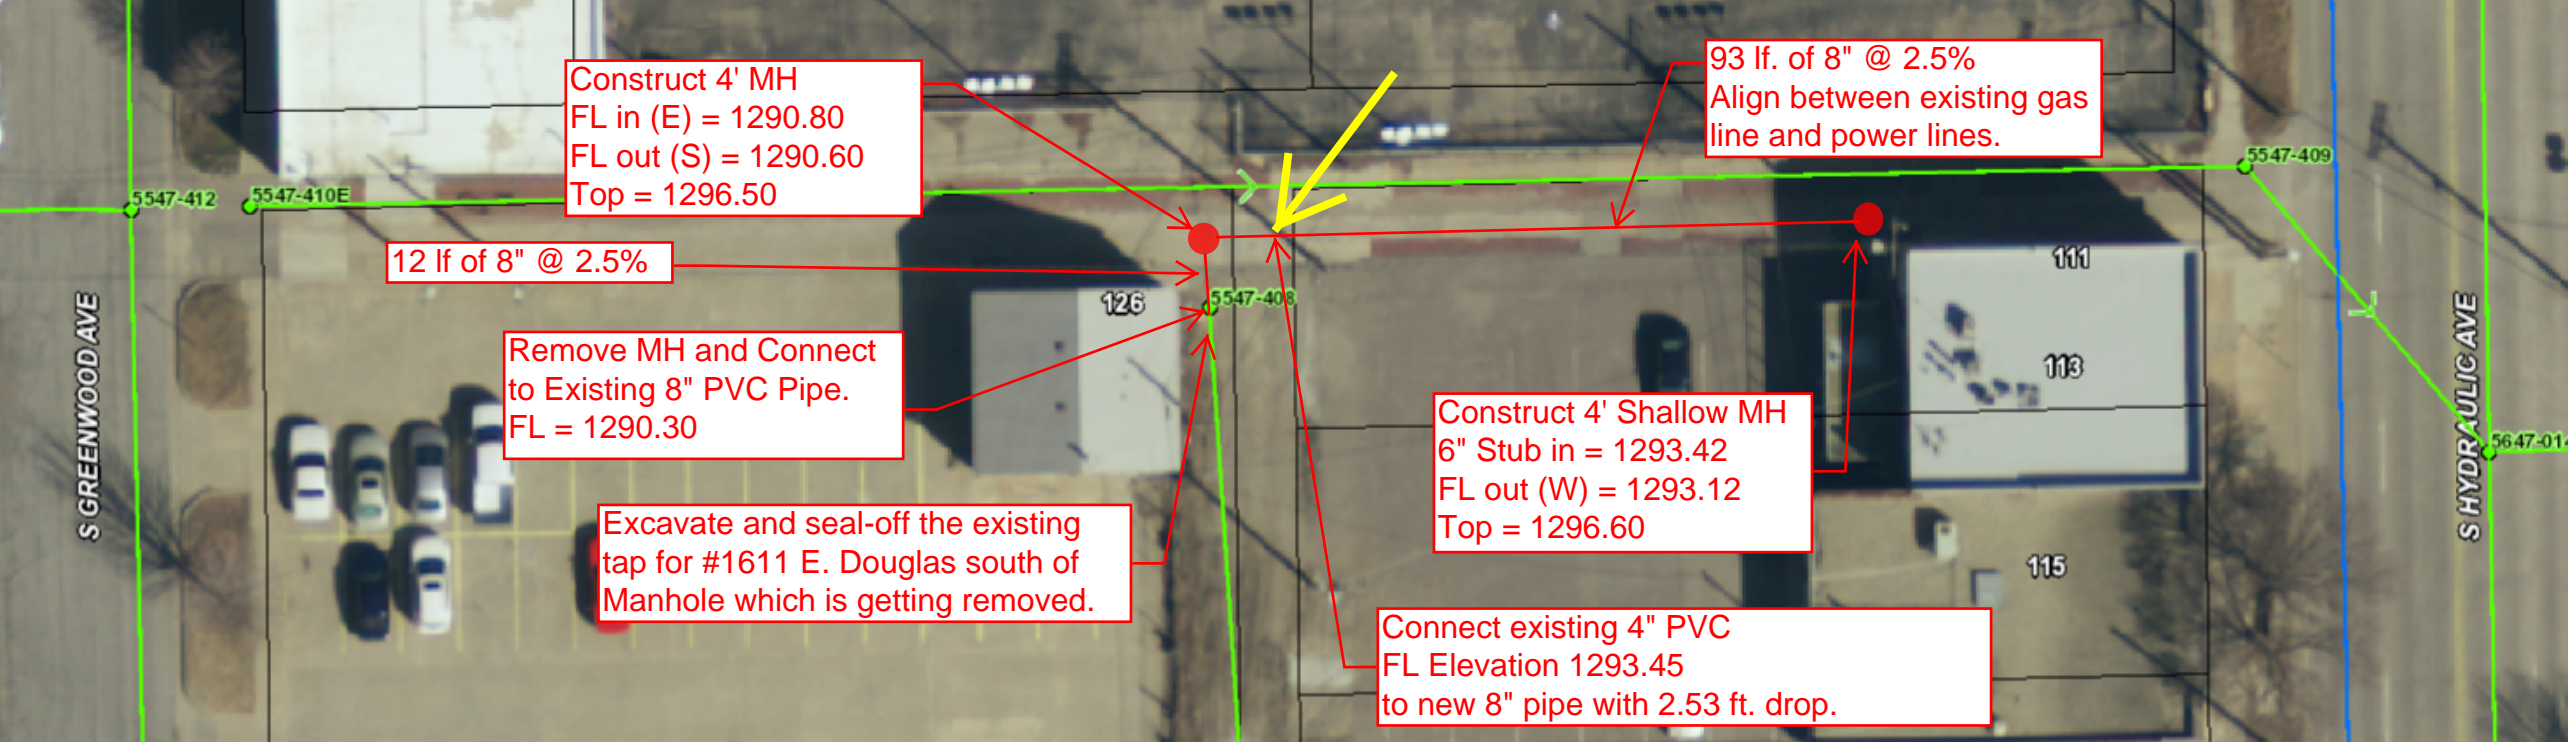 Construct 4' MH
FL in (E) = 1290.80
FL out (S) = 1290.60
Top = 1296.50
93 lf. of 8" @ 2.5%
Align between existing gas
line and power lines.
5547-412
5547-410E
5547-409
12 lf of 8" @ 2.5%
126
5547-408
111
113
115
S GREENWOOD AVE
S HYDRAULIC AVE
Remove MH and Connect
to Existing 8" PVC Pipe.
FL = 1290.30
Construct 4' Shallow MH
6" Stub in = 1293.42
FL out (W) = 1293.12
Top = 1296.60
5647-014
Excavate and seal-off the existing
tap for #1611 E. Douglas south of
Manhole which is getting removed.
Connect existing 4" PVC
FL Elevation 1293.45
to new 8" pipe with 2.53 ft. drop.